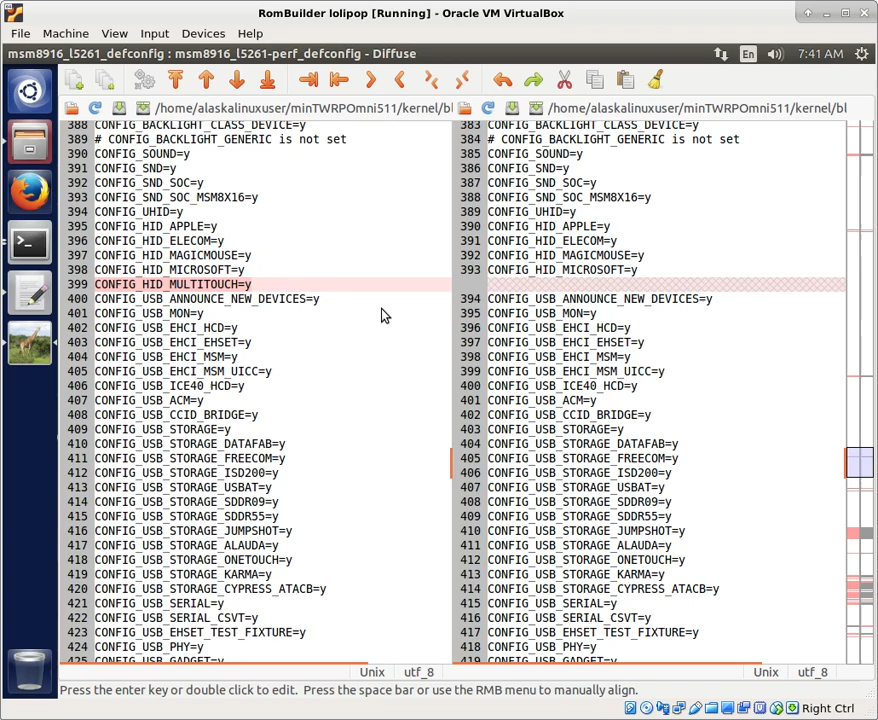 RomBuilder lolipop [Running] - Oracle VM VirtualBox
File Machine View Input Devices Help
msm8916_l5261_defconfig : msm8916_l5261-perf_defconfig - Diffuse
En 7:41 AM
/home/alaskalinuxuser/minTWRPOmni511/kernel/bl
/home/alaskalinuxuser/minTWRPOmni511/kernel/bl
388 CONFIG_BACKLIGHT_CLASS_DEVICE=y
389 # CONFIG_BACKLIGHT_GENERIC is not set
390 CONFIG_SOUND=y
391 CONFIG_SND=y
392 CONFIG_SND_SOC=y
393 CONFIG_SND_SOC_MSM8X16=y
394 CONFIG_UHID=y
395 CONFIG_HID_APPLE=y
396 CONFIG_HID_ELECOM=y
397 CONFIG_HID_MAGICMOUSE=y
398 CONFIG_HID_MICROSOFT=y
399 CONFIG_HID_MULTITOUCH=y
400 CONFIG_USB_ANNOUNCE_NEW_DEVICES=y
401 CONFIG_USB_MON=y
402 CONFIG_USB_EHCI_HCD=y
403 CONFIG_USB_EHCI_EHSET=y
404 CONFIG_USB_EHCI_MSM=y
405 CONFIG_USB_EHCI_MSM_UICC=y
406 CONFIG_USB_ICE40_HCD=y
407 CONFIG_USB_ACM=y
408 CONFIG_USB_CCID_BRIDGE=y
409 CONFIG_USB_STORAGE=y
410 CONFIG_USB_STORAGE_DATAFAB=y
411 CONFIG_USB_STORAGE_FREECOM=y
412 CONFIG_USB_STORAGE_ISD200=y
413 CONFIG_USB_STORAGE_USBAT=y
414 CONFIG_USB_STORAGE_SDDR09=y
415 CONFIG_USB_STORAGE_SDDR55=y
416 CONFIG_USB_STORAGE_JUMPSHOT=y
417 CONFIG_USB_STORAGE_ALAUDA=y
418 CONFIG_USB_STORAGE_ONETOUCH=y
419 CONFIG_USB_STORAGE_KARMA=y
420 CONFIG_USB_STORAGE_CYPRESS_ATACB=y
421 CONFIG_USB_SERIAL=y
422 CONFIG_USB_SERIAL_CSVT=y
423 CONFIG_USB_EHSET_TEST_FIXTURE=y
424 CONFIG_USB_PHY=y
425 CONFIG_USB_GADGET=y
383 CONFIG_BACKLIGHT_CLASS_DEVICE=y
384 # CONFIG_BACKLIGHT_GENERIC is not set
385 CONFIG_SOUND=y
386 CONFIG_SND=y
387 CONFIG_SND_SOC=y
388 CONFIG_SND_SOC_MSM8X16=y
389 CONFIG_UHID=y
390 CONFIG_HID_APPLE=y
391 CONFIG_HID_ELECOM=y
392 CONFIG_HID_MAGICMOUSE=y
393 CONFIG_HID_MICROSOFT=y
394 CONFIG_USB_ANNOUNCE_NEW_DEVICES=y
395 CONFIG_USB_MON=y
396 CONFIG_USB_EHCI_HCD=y
397 CONFIG_USB_EHCI_EHSET=y
398 CONFIG_USB_EHCI_MSM=y
399 CONFIG_USB_EHCI_MSM_UICC=y
400 CONFIG_USB_ICE40_HCD=y
401 CONFIG_USB_ACM=y
402 CONFIG_USB_CCID_BRIDGE=y
403 CONFIG_USB_STORAGE=y
404 CONFIG_USB_STORAGE_DATAFAB=y
405 CONFIG_USB_STORAGE_FREECOM=y
406 CONFIG_USB_STORAGE_ISD200=y
407 CONFIG_USB_STORAGE_USBAT=y
408 CONFIG_USB_STORAGE_SDDR09=y
409 CONFIG_USB_STORAGE_SDDR55=y
410 CONFIG_USB_STORAGE_JUMPSHOT=y
411 CONFIG_USB_STORAGE_ALAUDA=y
412 CONFIG_USB_STORAGE_ONETOUCH=y
413 CONFIG_USB_STORAGE_KARMA=y
414 CONFIG_USB_STORAGE_CYPRESS_ATACB=y
415 CONFIG_USB_SERIAL=y
416 CONFIG_USB_SERIAL_CSVT=y
417 CONFIG_USB_EHSET_TEST_FIXTURE=y
418 CONFIG_USB_PHY=y
419 CONFIG_USB_GADGET=y
Unix utf_8
Unix utf_8
Press the enter key or double click to edit. Press the space bar or use the RMB menu to manually align.
Right Ctrl